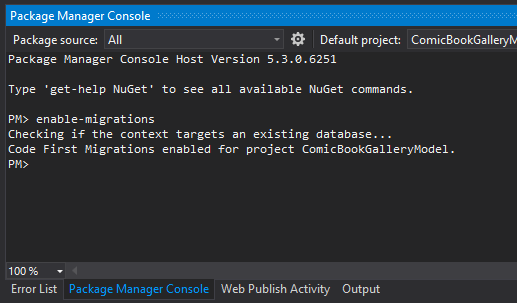 Package Manager Console
Package source: All Default project: ComicBookGalleryM
Package Manager Console Host Version 5.3.0.6251
Type 'get-help NuGet' to see all available NuGet commands.
PM> enable-migrations
Checking if the context targets an existing database...
Code First Migrations enabled for project ComicBookGalleryModel.
PM>
100 %
Error List Package Manager Console Web Publish Activity Output